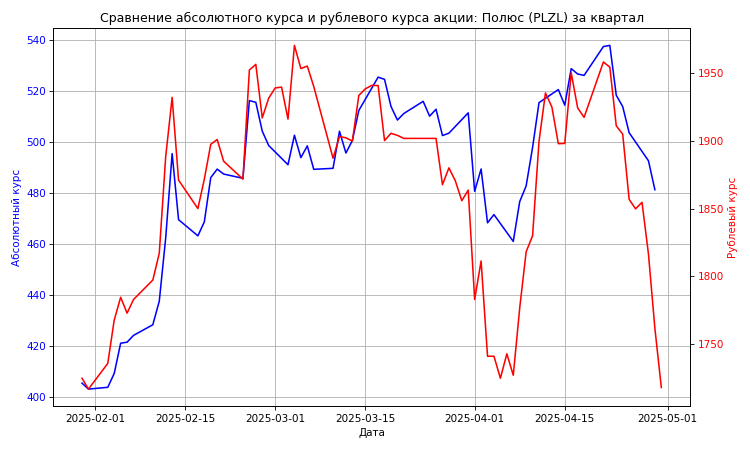 Сравнение абсолютного курса и рублевого курса акции: Полюс (PLZL) за квартал
540
520
500
480
460
440
420
400
Абсолютный курс
1950
1900
1850
1800
1750
Рублевый курс
2025-02-01 2025-02-15 2025-03-01 2025-03-15 2025-04-01 2025-04-15 2025-05-01
Дата